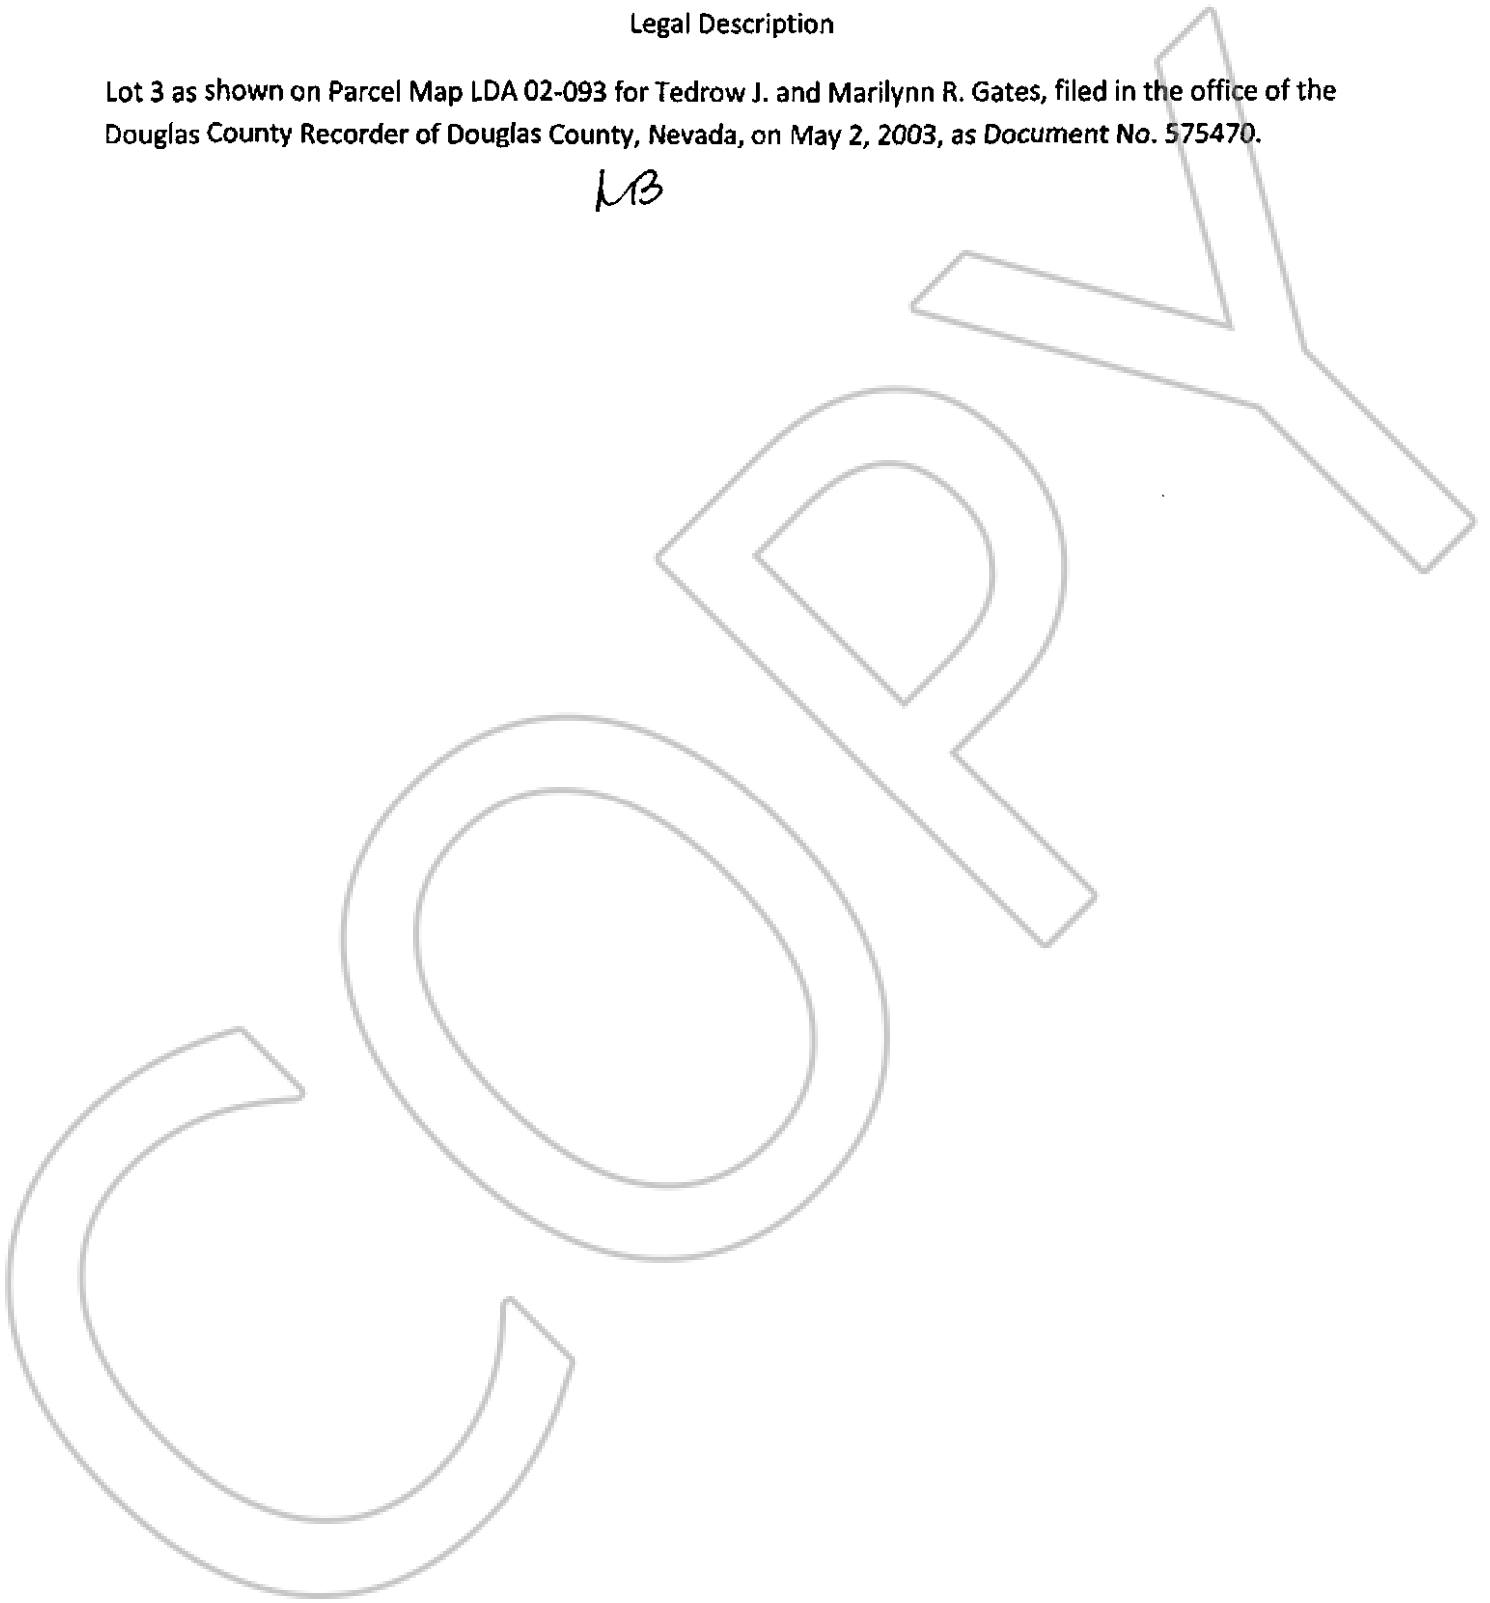 Legal Description
Lot 3 as shown on Parcel Map LDA 02-093 for Tedrow J. and Marilynn R. Gates, filed in the office of the
Douglas County Recorder of Douglas County, Nevada, on May 2, 2003, as Document No. 575470.
COPY